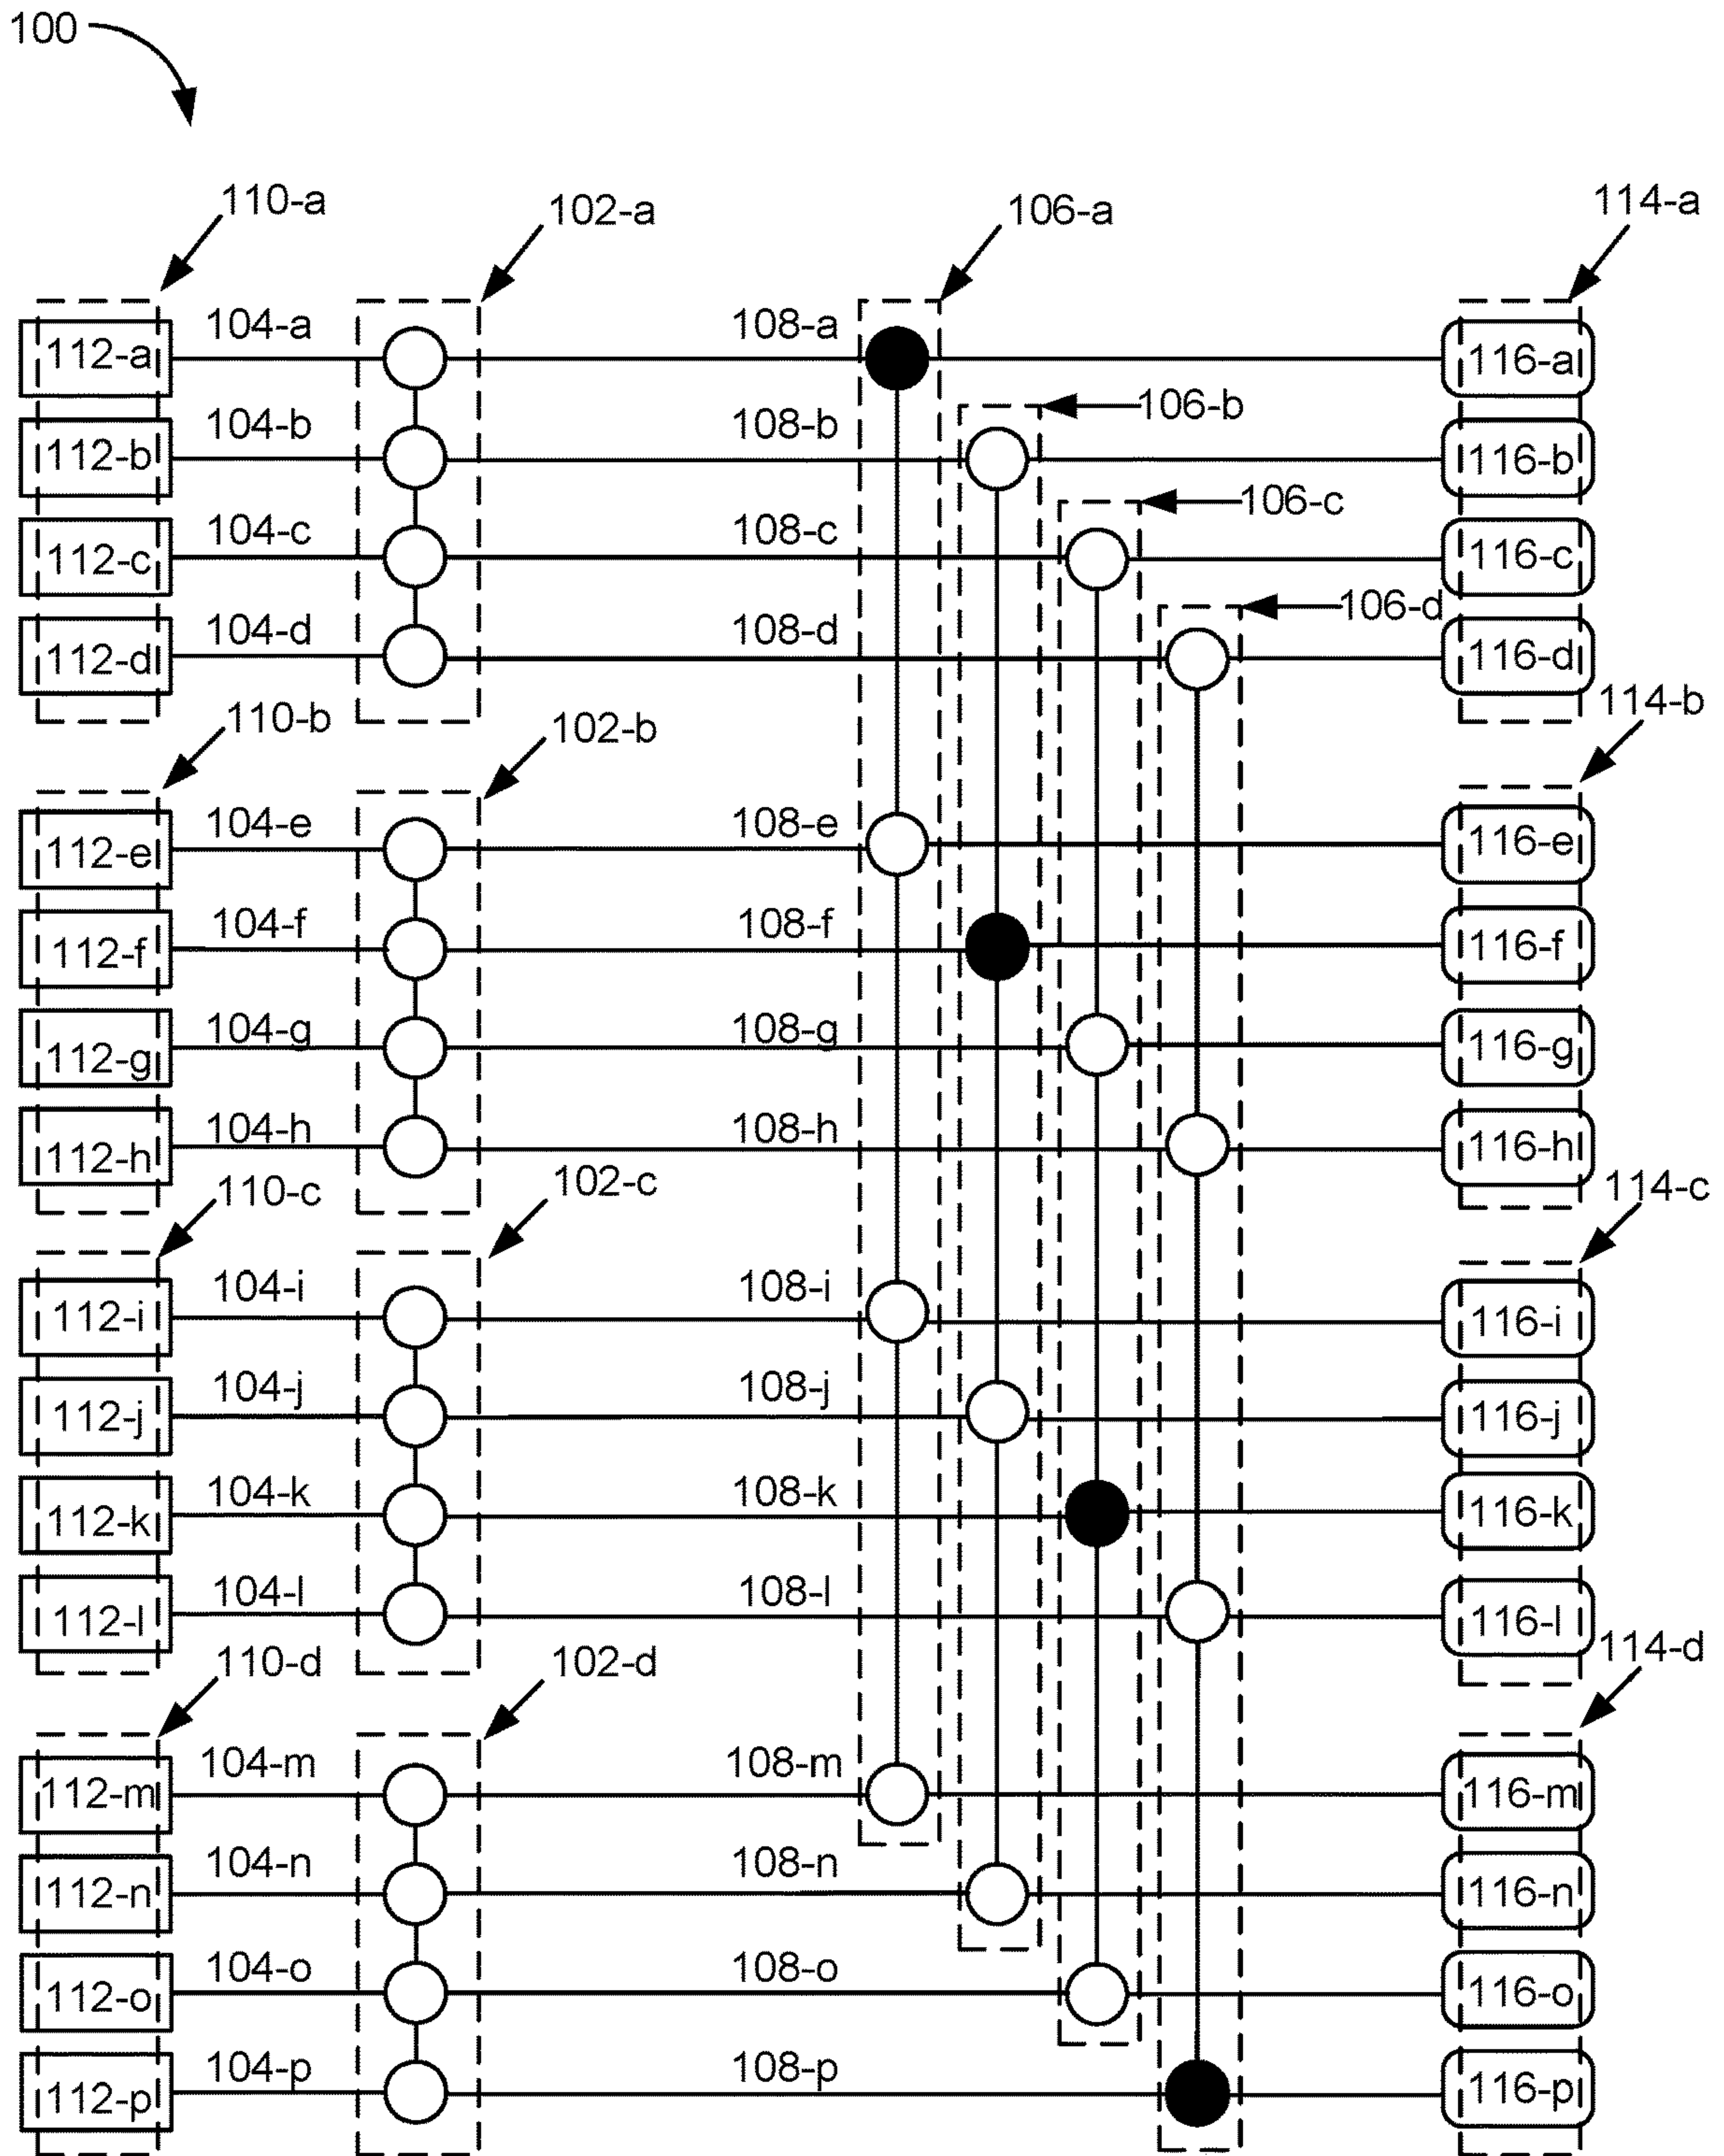 100
110-a 102-a 106-a 114-a
112-a 104-a 108-a 116-a
106-b
112-b 104-b 108-b 116-b
106-c
112-c 104-c 108-c 116-c
106-d
112-d 104-d 108-d 116-d
110-b 102-b 114-b
112-e 104-e 108-e 116-e
112-f 104-f 108-f 116-f
112-g 104-g 108-g 116-g
112-h 104-h 108-h 116-h
110-c 102-c 114-c
112-i 104-i 108-i 116-i
112-j 104-j 108-j 116-j
112-k 104-k 108-k 116-k
112-l 104-l 108-l 116-l
110-d 102-d 114-d
112-m 104-m 108-m 116-m
112-n 104-n 108-n 116-n
112-o 104-o 108-o 116-o
112-p 104-p 108-p 116-p